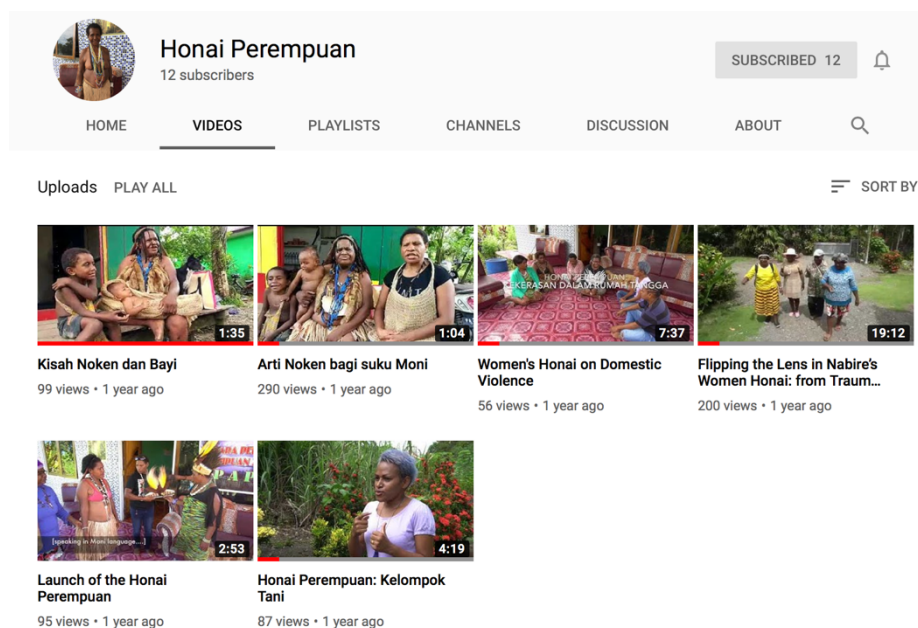 Honai Perempuan
12 subscribers
SUBSCRIBED 12
HOME VIDEOS PLAYLISTS CHANNELS DISCUSSION ABOUT
Uploads PLAY ALL
SORT BY
HONAI PEREMPUAN
KEKERASAN DALAM RUMAH TANGGA
1:35
1:04
7:37
19:12
Kisah Noken dan Bayi
99 views • 1 year ago
Arti Noken bagi suku Moni
290 views • 1 year ago
Women's Honai on Domestic
Violence
56 views • 1 year ago
Flipping the Lens in Nabire’s
Women Honai: from Traum...
200 views • 1 year ago
[speaking in Moni language....]
2:53
4:19
Launch of the Honai
Perempuan
95 views • 1 year ago
Honai Perempuan: Kelompok
Tani
87 views • 1 year ago